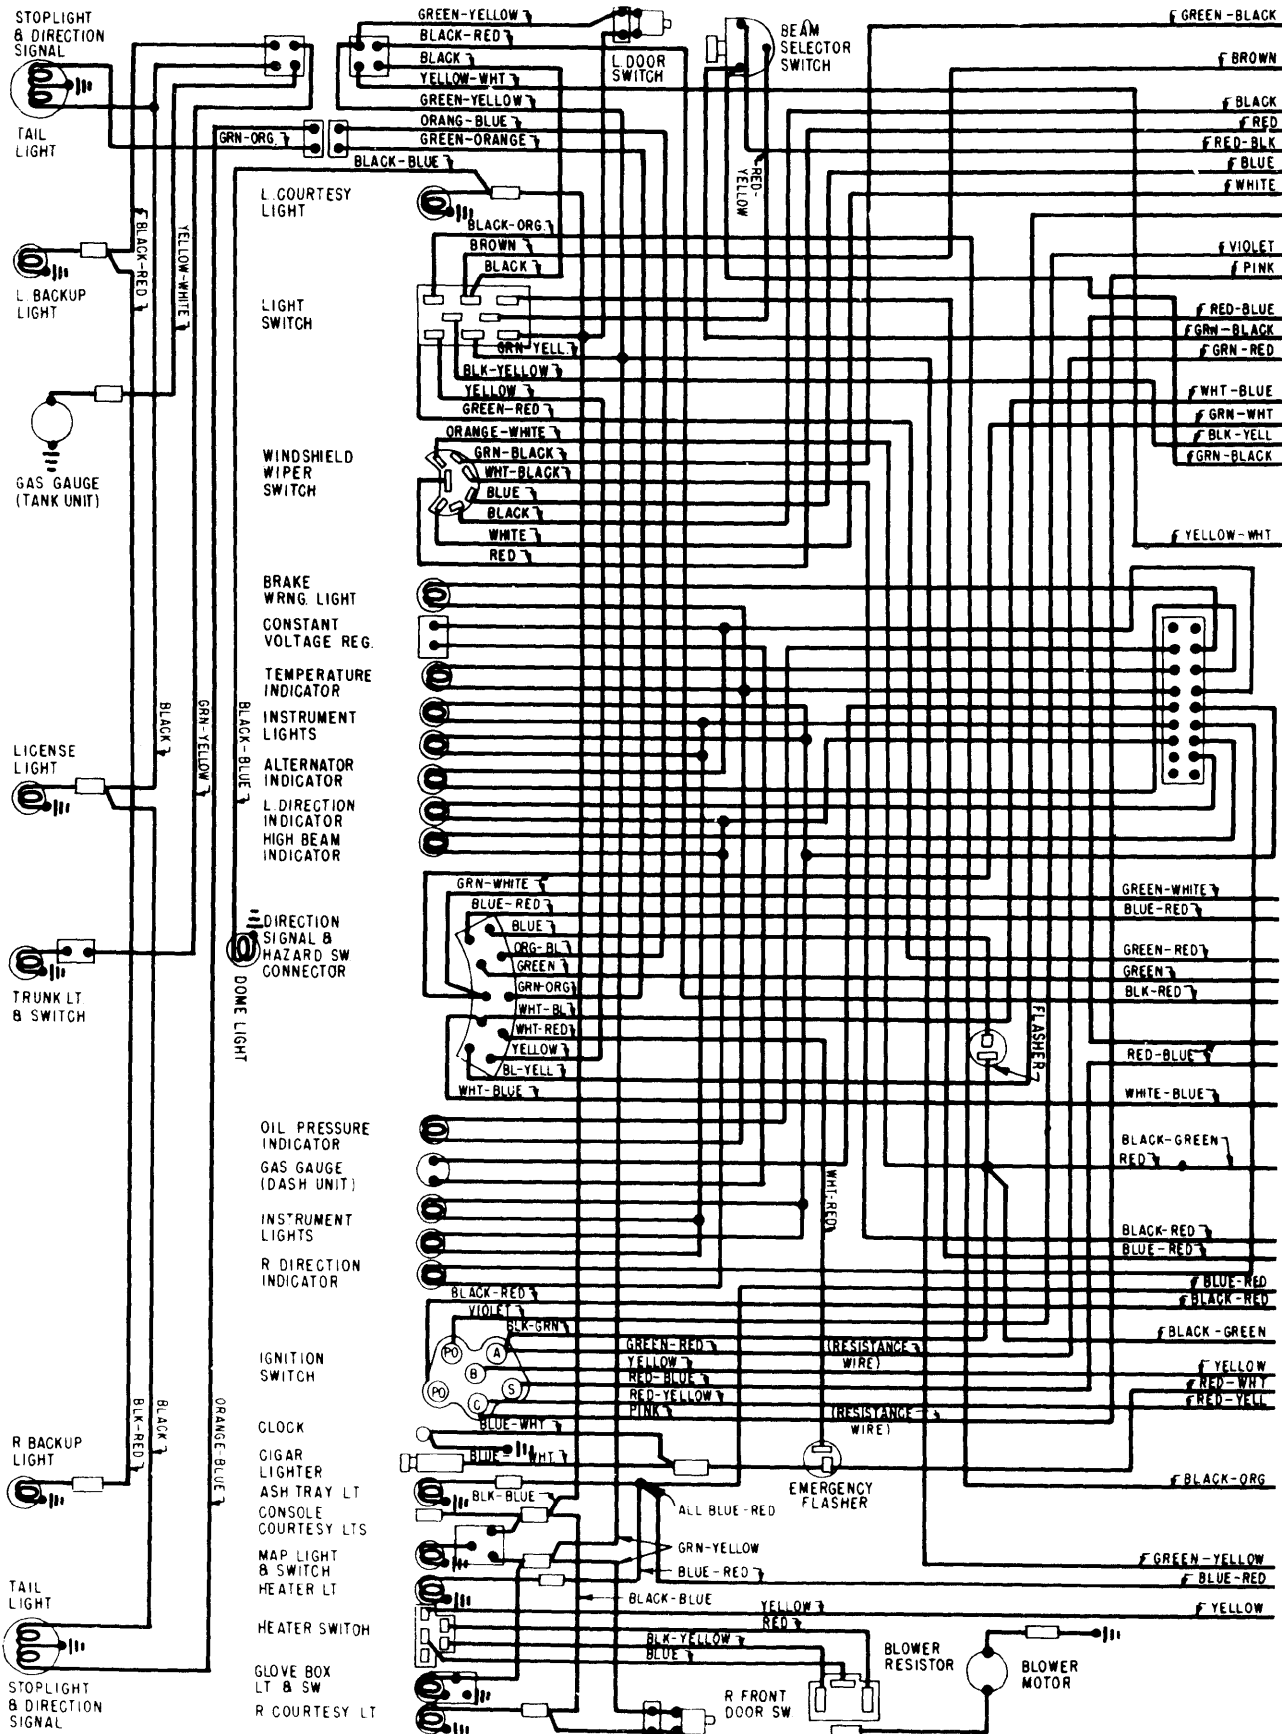 STOPLIGHT
& DIRECTION
SIGNAL
TAIL
LIGHT
L. BACKUP
LIGHT
GAS GAUGE
(TANK UNIT)
LICENSE
LIGHT
TRUNK LT
& SWITCH
R BACKUP
LIGHT
TAIL
LIGHT
STOPLIGHT
& DIRECTION
SIGNAL
BLACK-RED
YELLOW-WHITE
BLACK
GRN-YELLOW
BLACK-BLUE
BLK-RED
BLACK
ORANGE-BLUE
DOME LIGHT
GRN-ORG.
GREEN-YELLOW
BLACK-RED
BLACK
YELLOW-WHT
GREEN-YELLOW
ORANG-BLUE
GREEN-ORANGE
BLACK-BLUE
L. DOOR
SWITCH
BEAM
SELECTOR
SWITCH
RED-
YELLOW
L. COURTESY
LIGHT
BLACK-ORG.
BROWN
BLACK
LIGHT
SWITCH
GRN-YELL.
BLK-YELLOW
YELLOW
GREEN-RED
ORANGE-WHITE
GRN-BLACK
WHT-BLACK
BLUE
BLACK
WHITE
RED
WINDSHIELD
WIPER
SWITCH
BRAKE
WRNG. LIGHT
CONSTANT
VOLTAGE REG.
TEMPERATURE
INDICATOR
INSTRUMENT
LIGHTS
ALTERNATOR
INDICATOR
L. DIRECTION
INDICATOR
HIGH BEAM
INDICATOR
GRN-WHITE
BLUE-RED
BLUE
ORG-BL
GREEN
GRN-ORG
WHT-BL
WHT-RED
YELLOW
BL-YELL
WHT-BLUE
DIRECTION
SIGNAL &
HAZARD SW
CONNECTOR
FLASHER
OIL PRESSURE
INDICATOR
GAS GAUGE
(DASH UNIT)
INSTRUMENT
LIGHTS
R DIRECTION
INDICATOR
WHT-RED
BLACK-RED
VIOLET
BLK-GRN
IGNITION
SWITCH
PO
A
B
PO
S
C
GREEN-RED
YELLOW
RED-BLUE
RED-YELLOW
PINK
(RESISTANCE
WIRE)
(RESISTANCE
WIRE)
CLOCK
BLUE-WHT
CIGAR
LIGHTER
BLUE-WHT
ASH TRAY LT
BLK-BLUE
CONSOLE
COURTESY LTS
MAP LIGHT
& SWITCH
HEATER LT
HEATER SWITCH
GLOVE BOX
LT & SW
R COURTESY LT
EMERGENCY
FLASHER
ALL BLUE-RED
GRN-YELLOW
BLUE-RED
BLACK-BLUE
YELLOW
RED
BLK-YELLOW
BLUE
R FRONT
DOOR SW
BLOWER
RESISTOR
BLOWER
MOTOR
GREEN-BLACK
BROWN
BLACK
RED
RED-BLK
BLUE
WHITE
VIOLET
PINK
RED-BLUE
GRN-BLACK
GRN-RED
WHT-BLUE
GRN-WHT
BLK-YELL
GRN-BLACK
YELLOW-WHT
GREEN-WHITE
BLUE-RED
GREEN-RED
GREEN
BLK-RED
RED-BLUE
WHITE-BLUE
BLACK-GREEN
RED
BLACK-RED
BLUE-RED
BLUE-RED
BLACK-RED
BLACK-GREEN
YELLOW
RED-WHT
RED-YELL
BLACK-ORG
GREEN-YELLOW
BLUE-RED
YELLOW